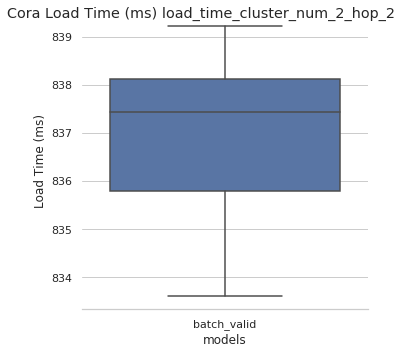 Cora Load Time (ms) load_time_cluster_num_2_hop_2
839
838
837
836
835
834
Load Time (ms)
batch_valid
models